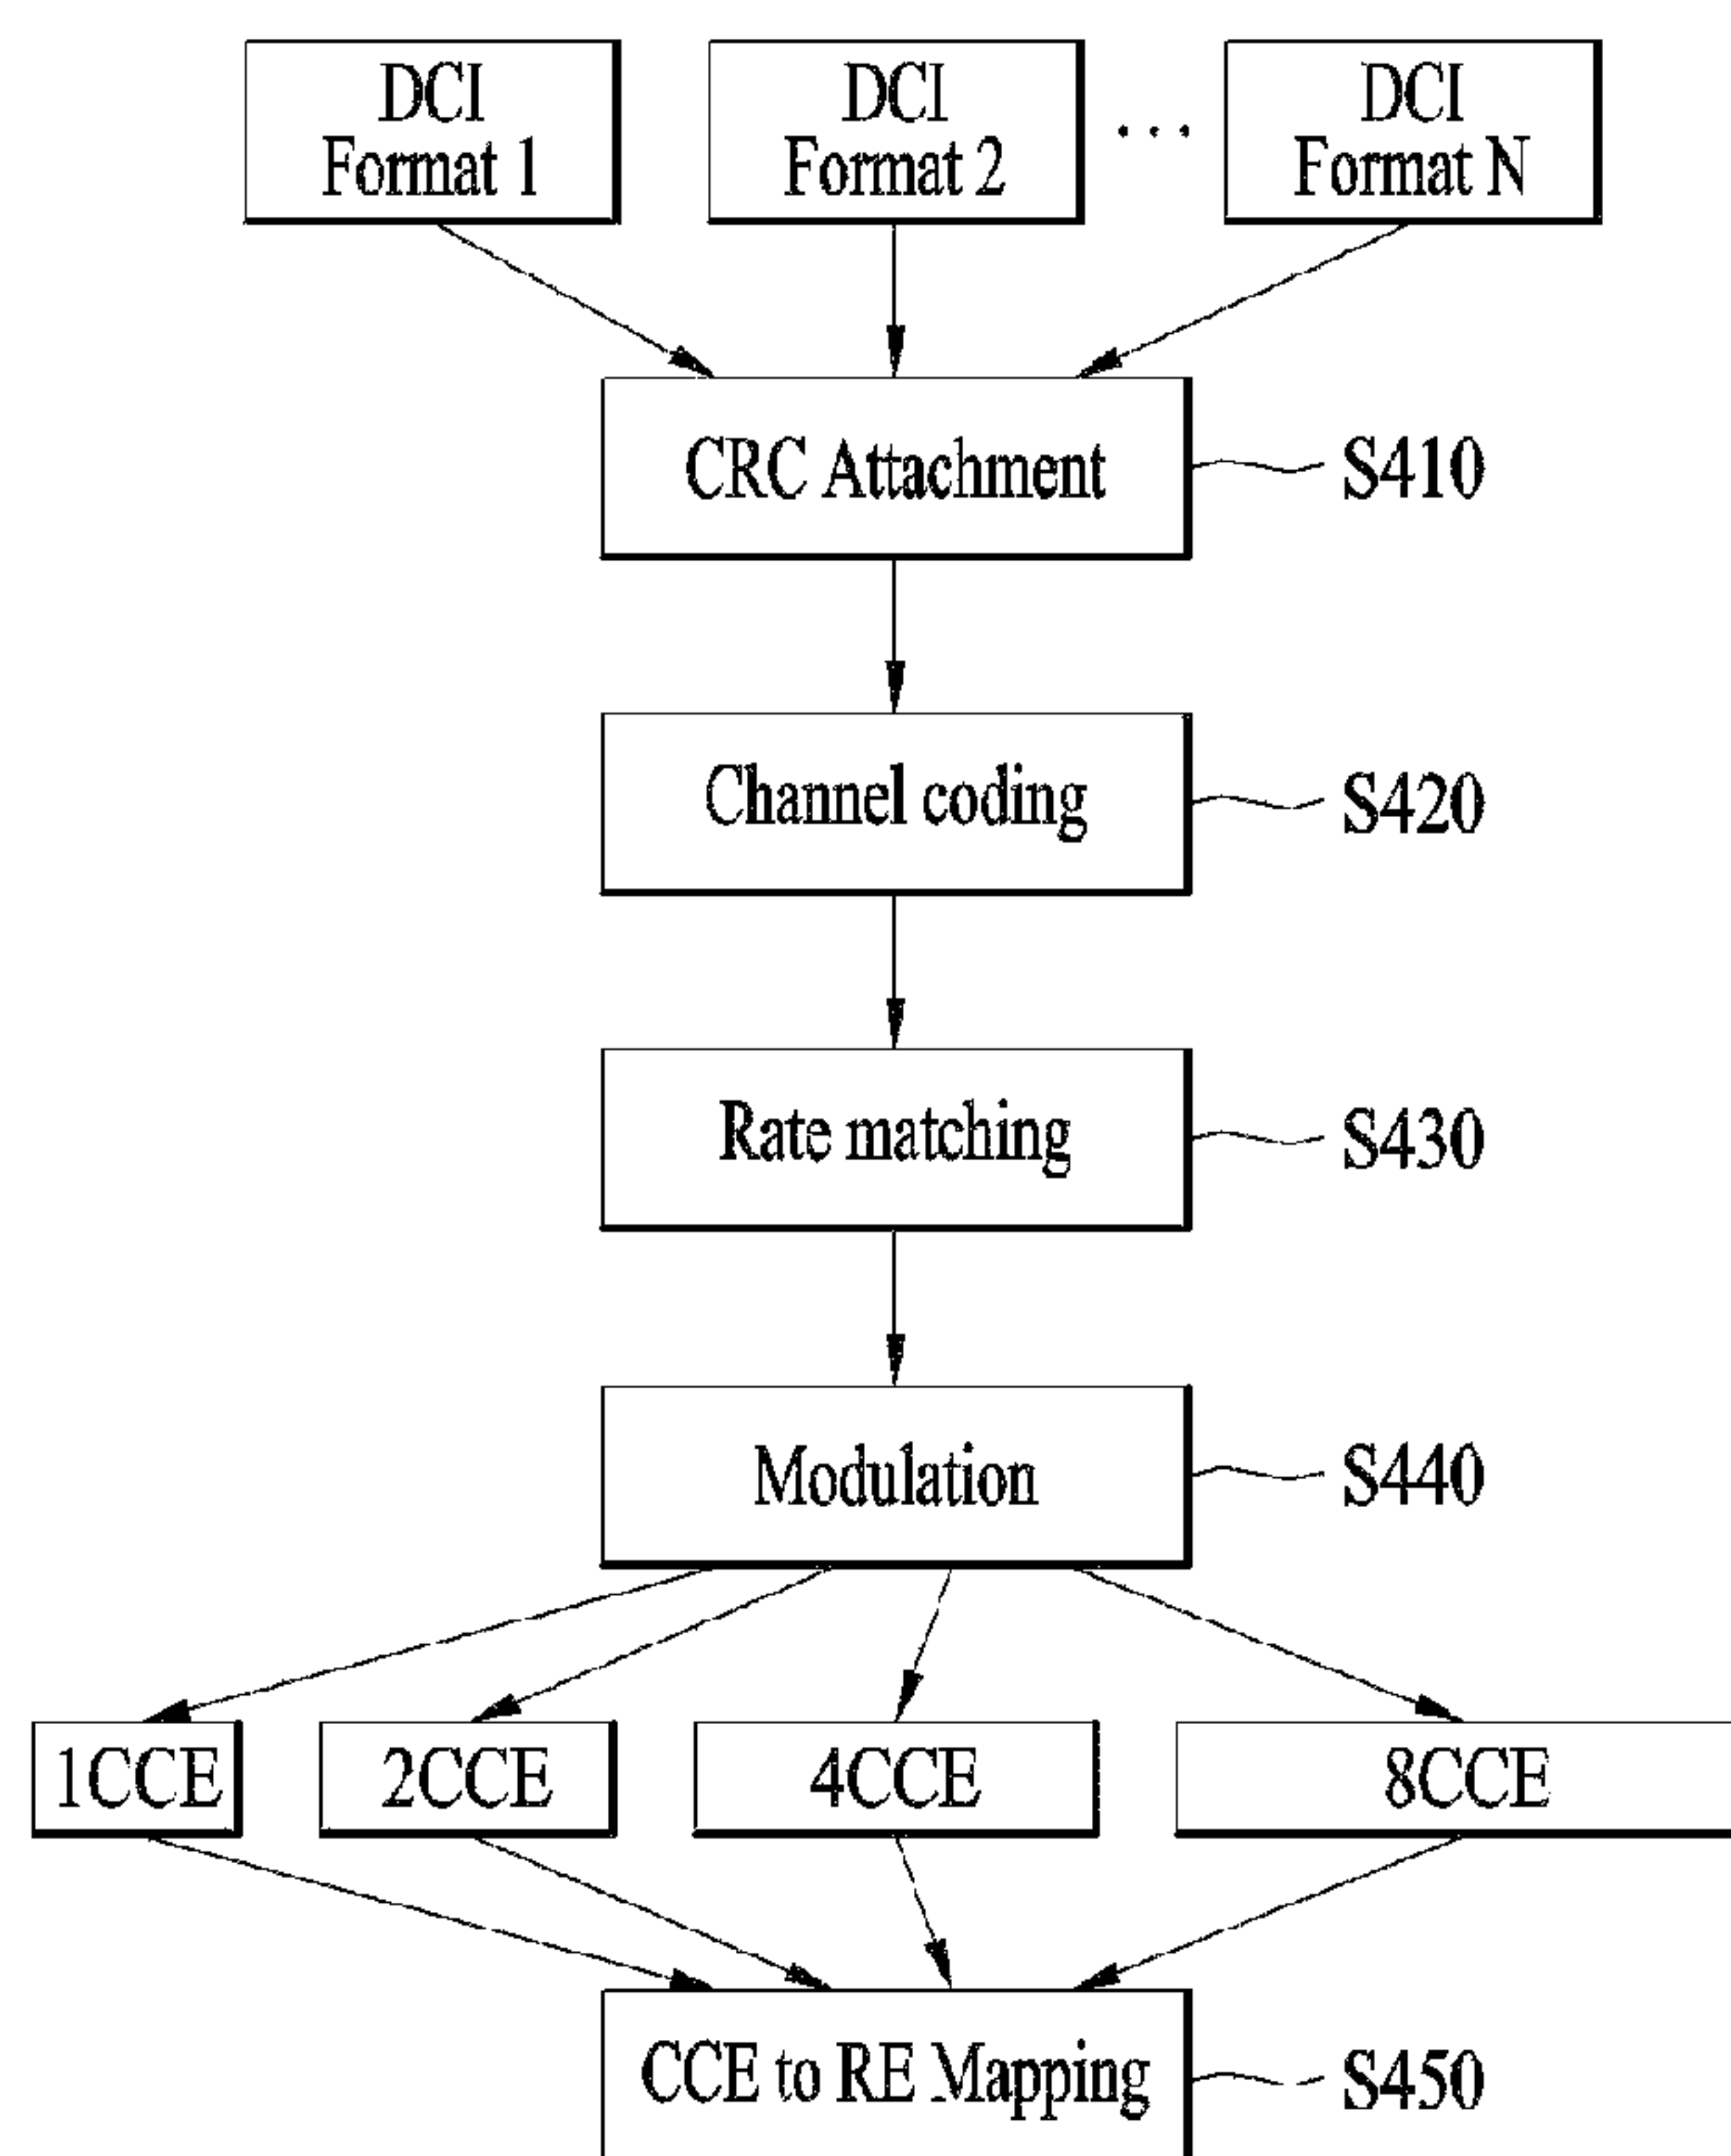 DCI
Format 1
DCI
Format 2
...
DCI
Format N
CRC Attachment
S410
Channel coding
S420
Rate matching
S430
Modulation
S440
1CCE
2CCE
4CCE
8CCE
CCE to RE Mapping
S450